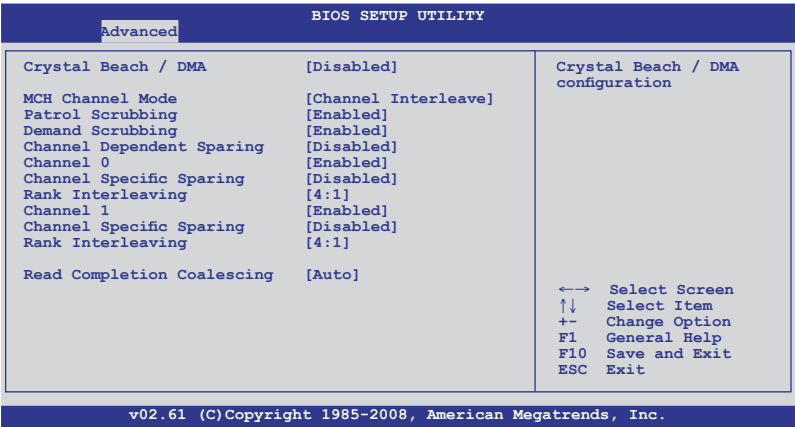 BIOS SETUP UTILITY
Advanced
Crystal Beach / DMA [Disabled]
MCH Channel Mode [Channel Interleave]
Patrol Scrubbing [Enabled]
Demand Scrubbing [Enabled]
Channel Dependent Sparing [Disabled]
Channel 0 [Enabled]
Channel Specific Sparing [Disabled]
Rank Interleaving [4:1]
Channel 1 [Enabled]
Channel Specific Sparing [Disabled]
Rank Interleaving [4:1]
Read Completion Coalescing [Auto]
Crystal Beach / DMA
configuration
←→ Select Screen
↑↓ Select Item
+- Change Option
F1 General Help
F10 Save and Exit
ESC Exit
v02.61 (C)Copyright 1985-2008, American Megatrends, Inc.